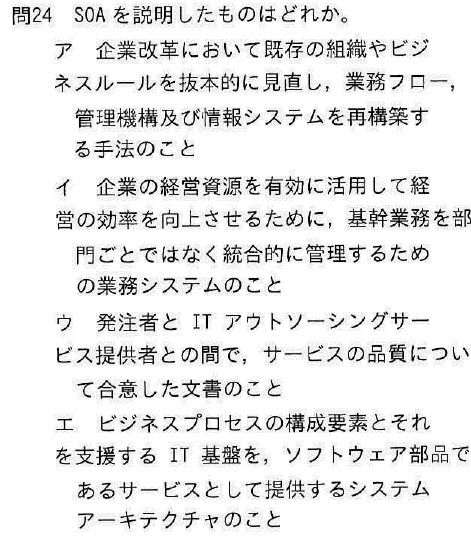 問24 SOAを説明したものはどれか。
ア 企業改革において既存の組織やビジ
ネスルールを抜本的に見直し，業務フロー，
管理機構及び情報システムを再構築す
る手法のこと
イ 企業の経営資源を有効に活用して経
営の効率を向上させるために，基幹業務を部
門ごとではなく統合的に管理するため
の業務システムのこと
ウ 発注者と IT アウトソーシングサー
ビス提供者との間で，サービスの品質につい
て合意した文書のこと
エ ビジネスプロセスの構成要素とそれ
を支援する IT 基盤を，ソフトウェア部品で
あるサービスとして提供するシステム
アーキテクチャのこと